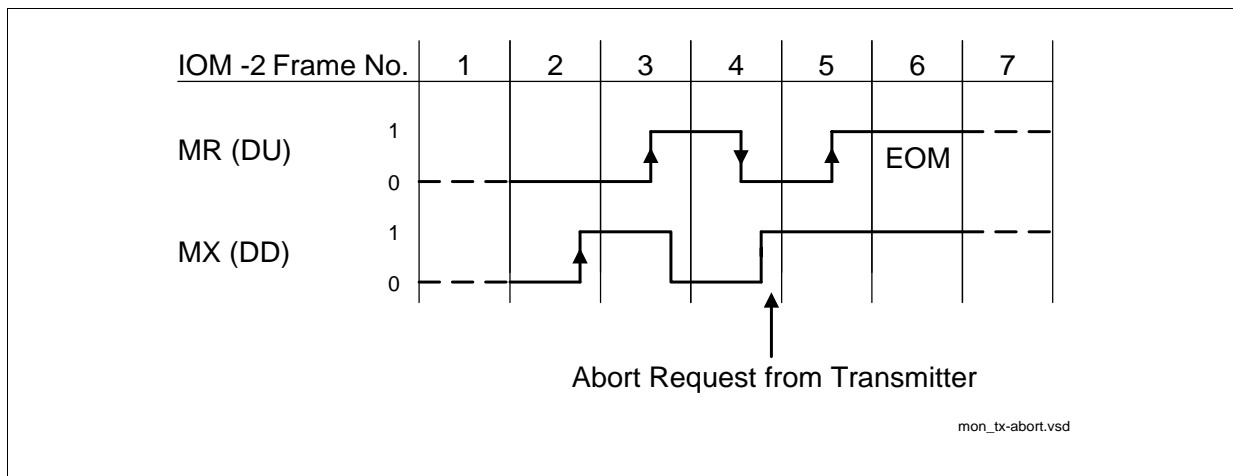 IOM -2 Frame No. 1 2 3 4 5 6 7
MR (DU) 1
0
EOM
MX (DD) 1
0
Abort Request from Transmitter
mon_tx-abort.vsd